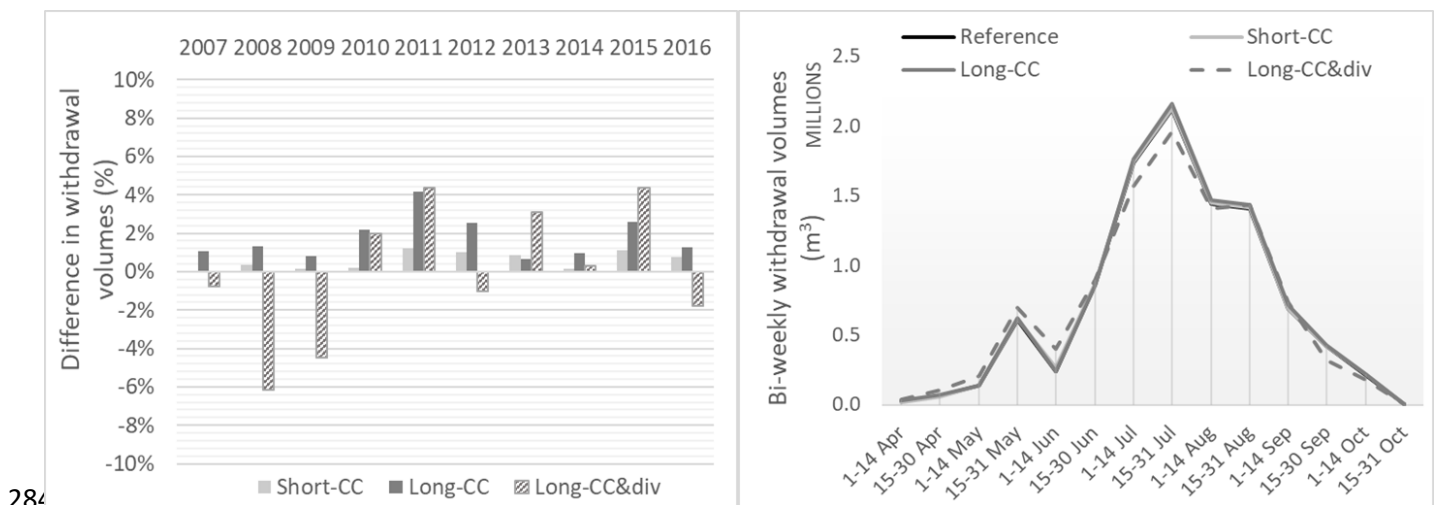 2007 2008 2009 2010 2011 2012 2013 2014 2015 2016
Difference in withdrawal
volumes (%)
10%
8%
6%
4%
2%
0%
-2%
-4%
-6%
-8%
-10%
Short-CC Long-CC Long-CC&div
284
Reference Short-CC
Long-CC Long-CC&div
Bi-weekly withdrawal volumes
(m³)
MILLIONS
2.5
2.0
1.5
1.0
0.5
0.0
1-14 Apr
15-30 Apr
1-14 May
15-31 May
1-14 Jun
15-30 Jun
1-14 Jul
15-31 Jul
1-14 Aug
15-31 Aug
1-14 Sep
15-30 Sep
1-14 Oct
15-31 Oct